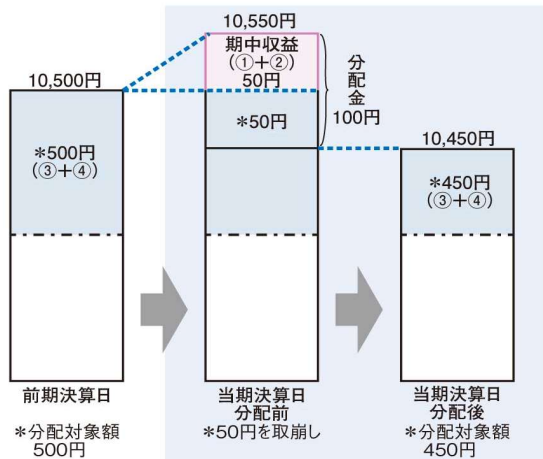 10,550円
期中収益
(①+②)
50円
分配金
100円
10,500円
*50円
*500円
(③+④)
10,450円
*450円
(③+④)
前期決算日
*分配対象額
500円
当期決算日
分配前
*50円を取崩し
当期決算日
分配後
*分配対象額
450円